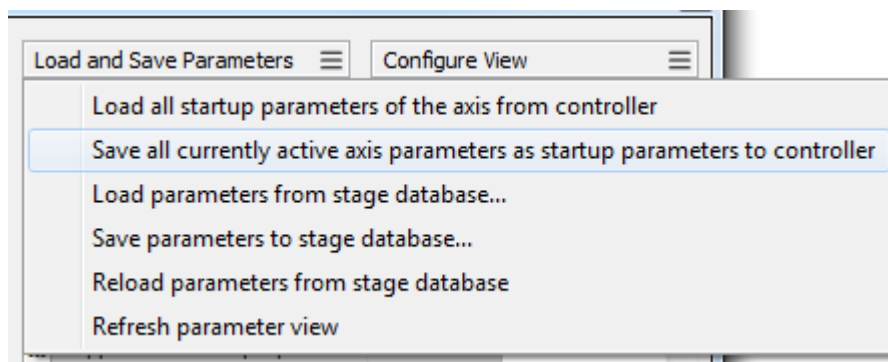 Load and Save Parameters
Configure View
Load all startup parameters of the axis from controller
Save all currently active axis parameters as startup parameters to controller
Load parameters from stage database...
Save parameters to stage database...
Reload parameters from stage database
Refresh parameter view